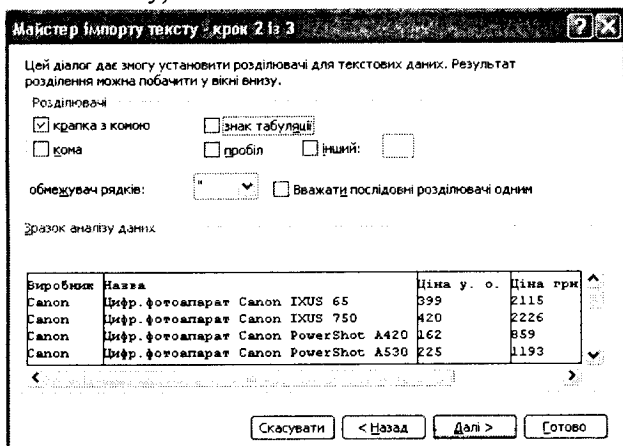 Майстер імпорту тексту - крок 2 із 3
Цей діалог дає змогу установити розділювачі для текстових даних. Результат
розділення можна побачити у вікні внизу.
Розділювачі
крапка з комою знак табуляції
кома пробіл інший:
обмежувач рядків: " Вважати послідовні розділювачі одним
Зразок аналізу даних
Виробник Назва Ціна у. о. Ціна грн
Canon Цифр.фотоапарат Canon IXUS 65 399 2115
Canon Цифр.фотоапарат Canon IXUS 750 420 2226
Canon Цифр.фотоапарат Canon PowerShot A420 162 859
Canon Цифр.фотоапарат Canon PowerShot A530 225 1193
Скасувати < Назад Далі > Готово